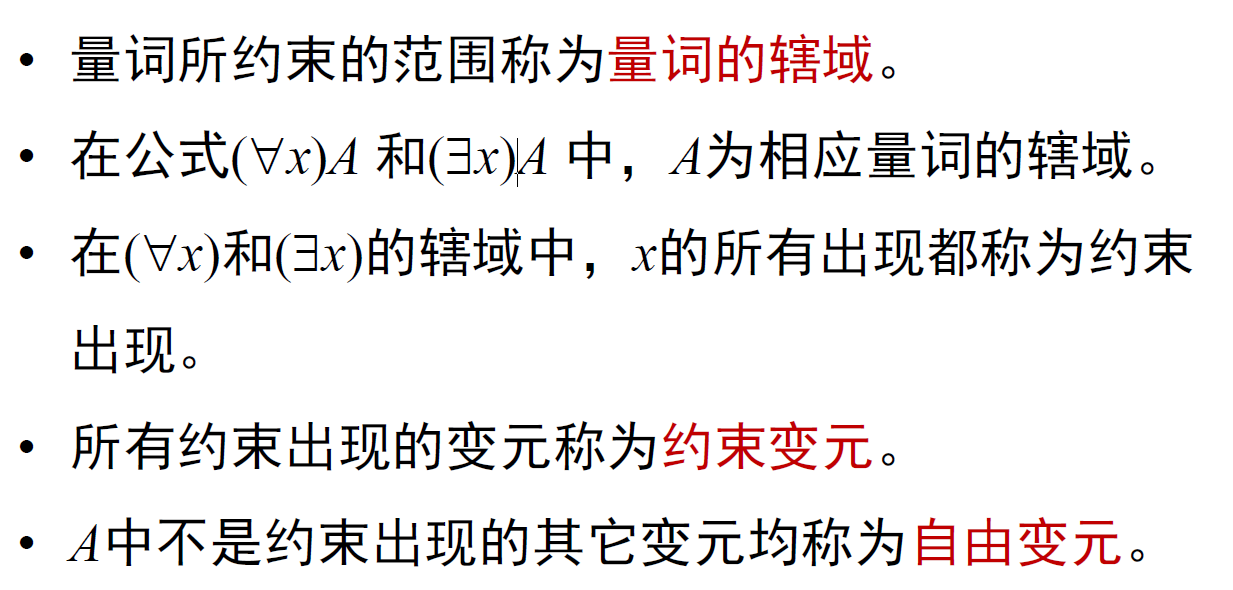 • 量词所约束的范围称为量词的辖域。
• 在公式(∀x)A 和(∃x)A 中，A为相应量词的辖域。
• 在(∀x)和(∃x)的辖域中，x的所有出现都称为约束
出现。
• 所有约束出现的变元称为约束变元。
• A中不是约束出现的其它变元均称为自由变元。